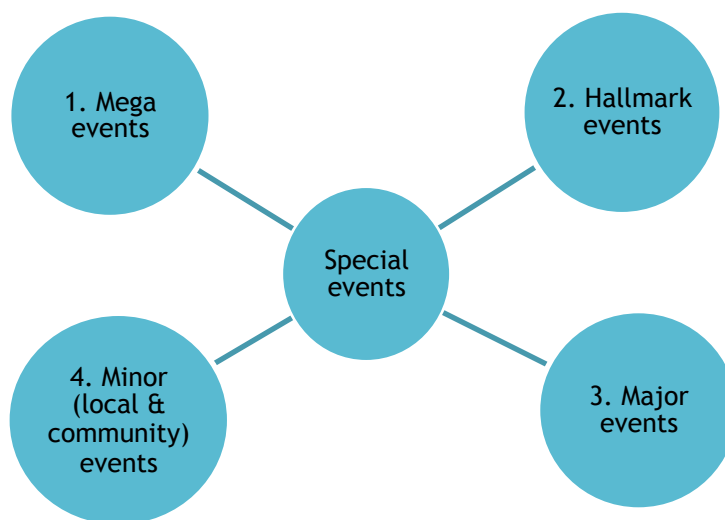 1. Mega
events
2. Hallmark
events
Special
events
4. Minor
(local &
community)
events
3. Major
events